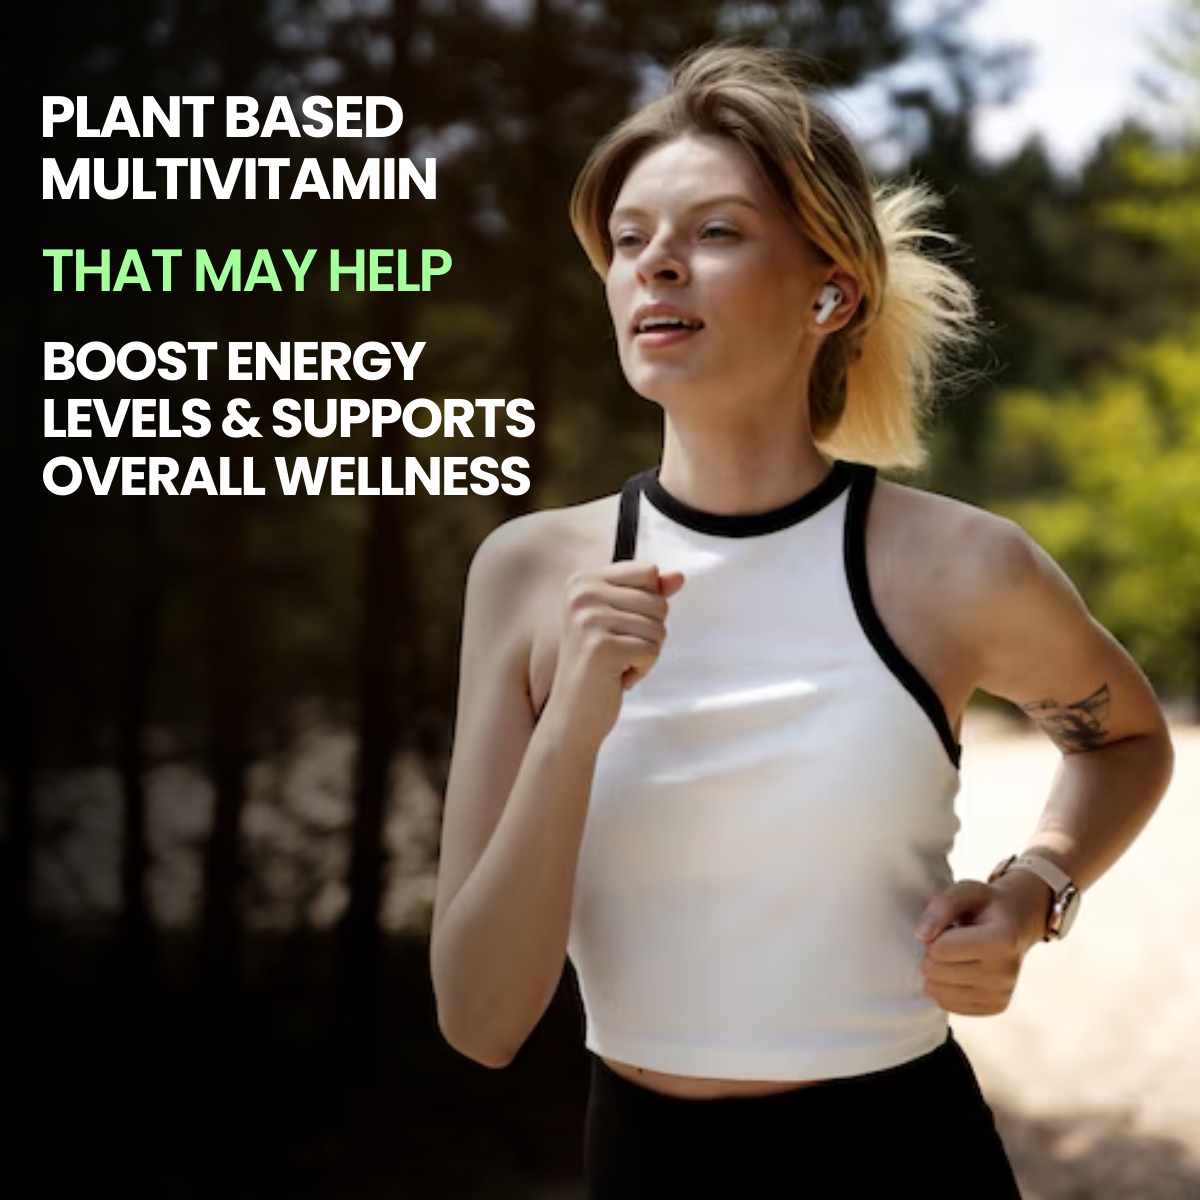 PLANT BASED
MULTIVITAMIN
THAT MAY HELP
BOOST ENERGY
LEVELS & SUPPORTS
OVERALL WELLNESS